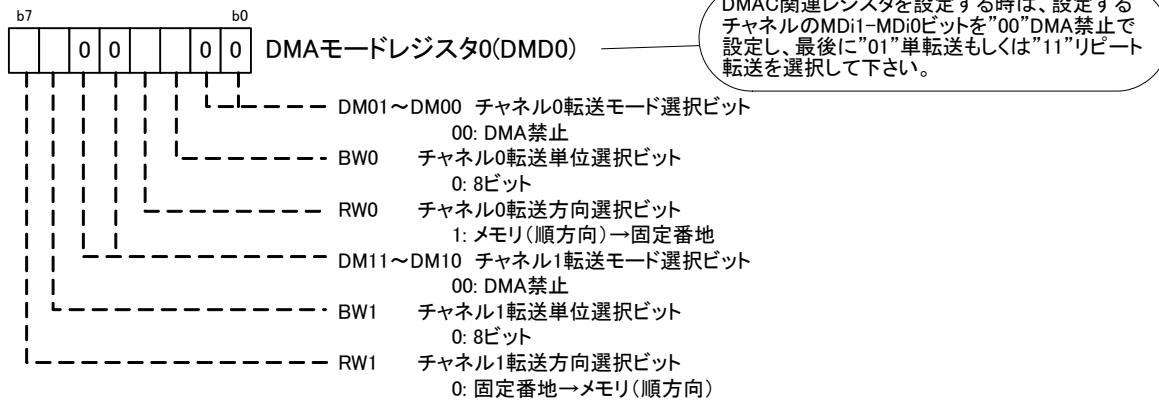 DMAC関連レジスタを設定する時は、設定する
チャネルのMDi1-MDi0ビットを”00”DMA禁止で
設定し、最後に”01”単転送もしくは”11”リピート
転送を選択して下さい。
b7 b0
0 0 0 0 DMAモードレジスタ0(DMD0)
DM01～DM00 チャネル0転送モード選択ビット
00: DMA禁止
BW0 チャネル0転送単位選択ビット
0: 8ビット
RW0 チャネル0転送方向選択ビット
1: メモリ(順方向)→固定番地
DM11～DM10 チャネル1転送モード選択ビット
00: DMA禁止
BW1 チャネル1転送単位選択ビット
0: 8ビット
RW1 チャネル1転送方向選択ビット
0: 固定番地→メモリ(順方向)